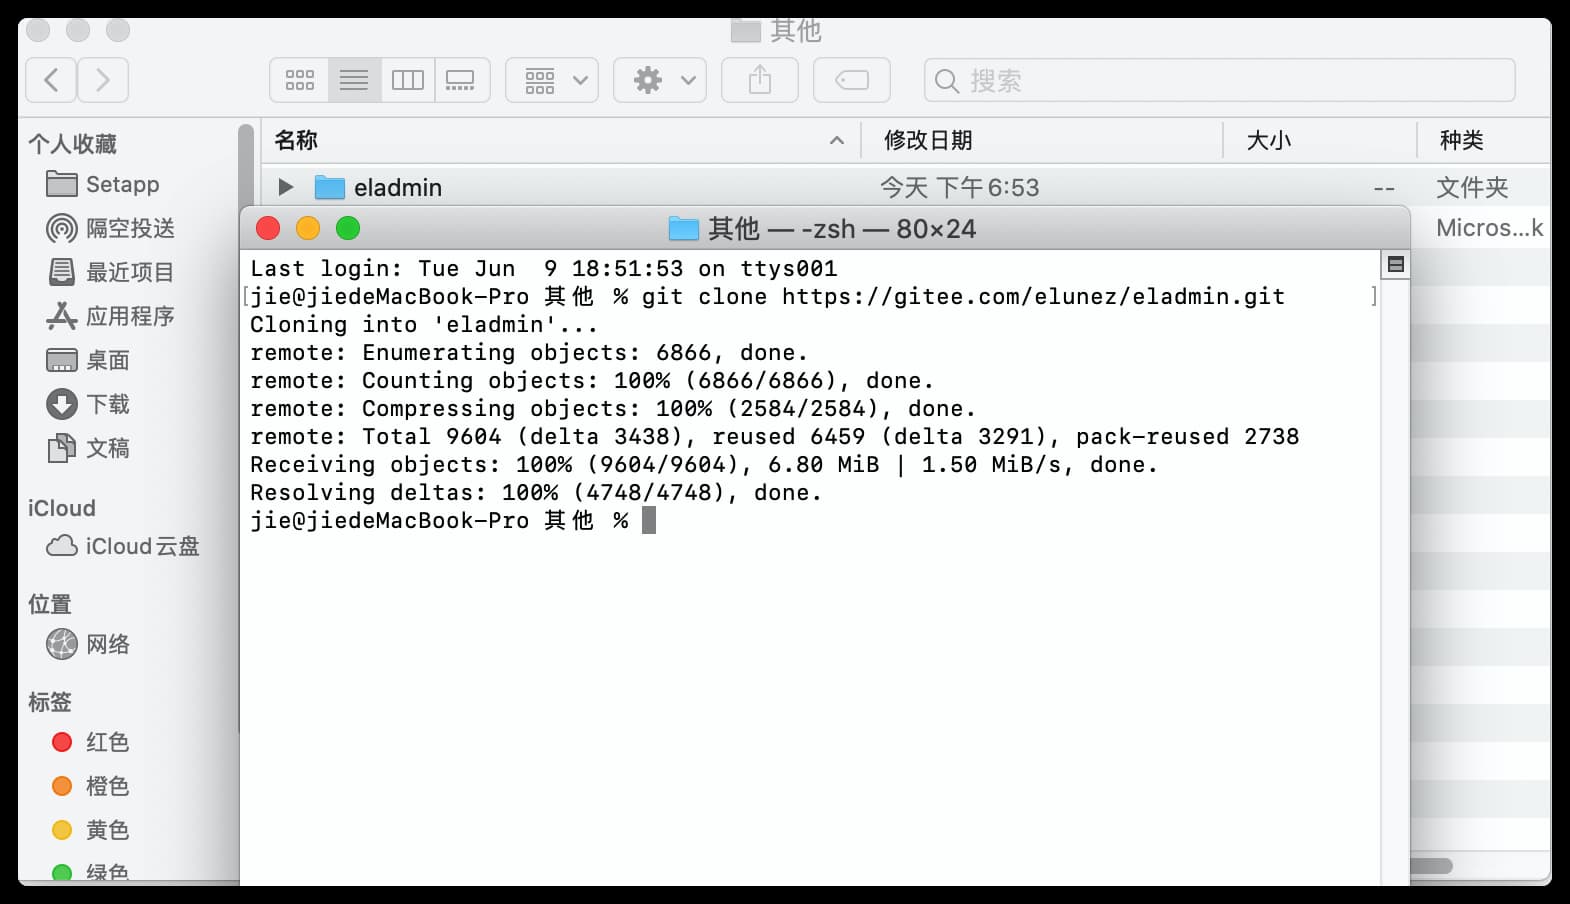 其他
搜索
个人收藏
Setapp
隔空投送
最近项目
应用程序
桌面
下载
文稿
iCloud
iCloud云盘
位置
网络
标签
红色
橙色
黄色
绿色
名称 修改日期 大小 种类
eladmin 今天 下午6:53 -- 文件夹
Micros...k
其他 — -zsh — 80×24
Last login: Tue Jun  9 18:51:53 on ttys001
[jie@jiedeMacBook-Pro 其他 % git clone https://gitee.com/elunez/eladmin.git ]
Cloning into 'eladmin'...
remote: Enumerating objects: 6866, done.
remote: Counting objects: 100% (6866/6866), done.
remote: Compressing objects: 100% (2584/2584), done.
remote: Total 9604 (delta 3438), reused 6459 (delta 3291), pack-reused 2738
Receiving objects: 100% (9604/9604), 6.80 MiB | 1.50 MiB/s, done.
Resolving deltas: 100% (4748/4748), done.
jie@jiedeMacBook-Pro 其他 %